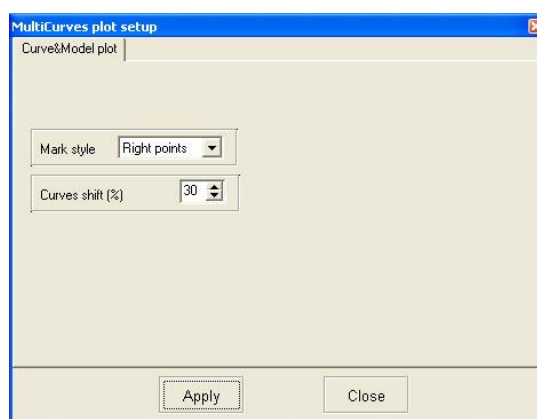 MultiCurves plot setup
Curve&Model plot
Mark style Right points
Curves shift (%) 30
Apply Close